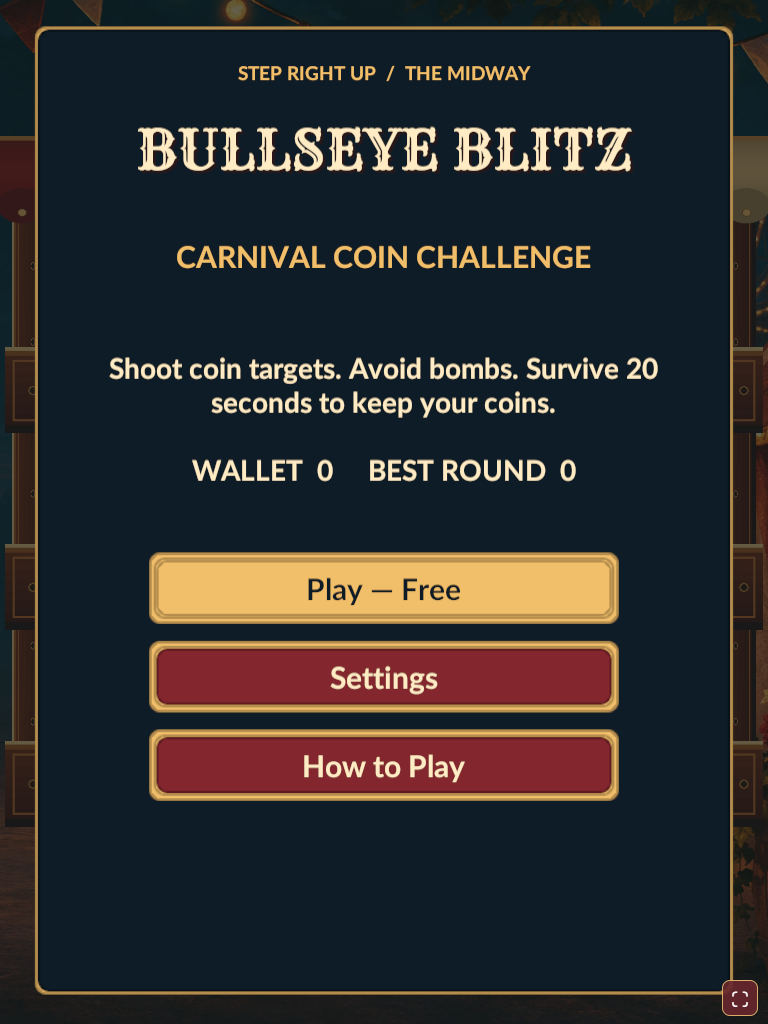 STEP RIGHT UP / THE MIDWAY
BULLSEYE BLITZ
CARNIVAL COIN CHALLENGE
Shoot coin targets. Avoid bombs. Survive 20
seconds to keep your coins.
WALLET 0 BEST ROUND 0
Play — Free
Settings
How to Play